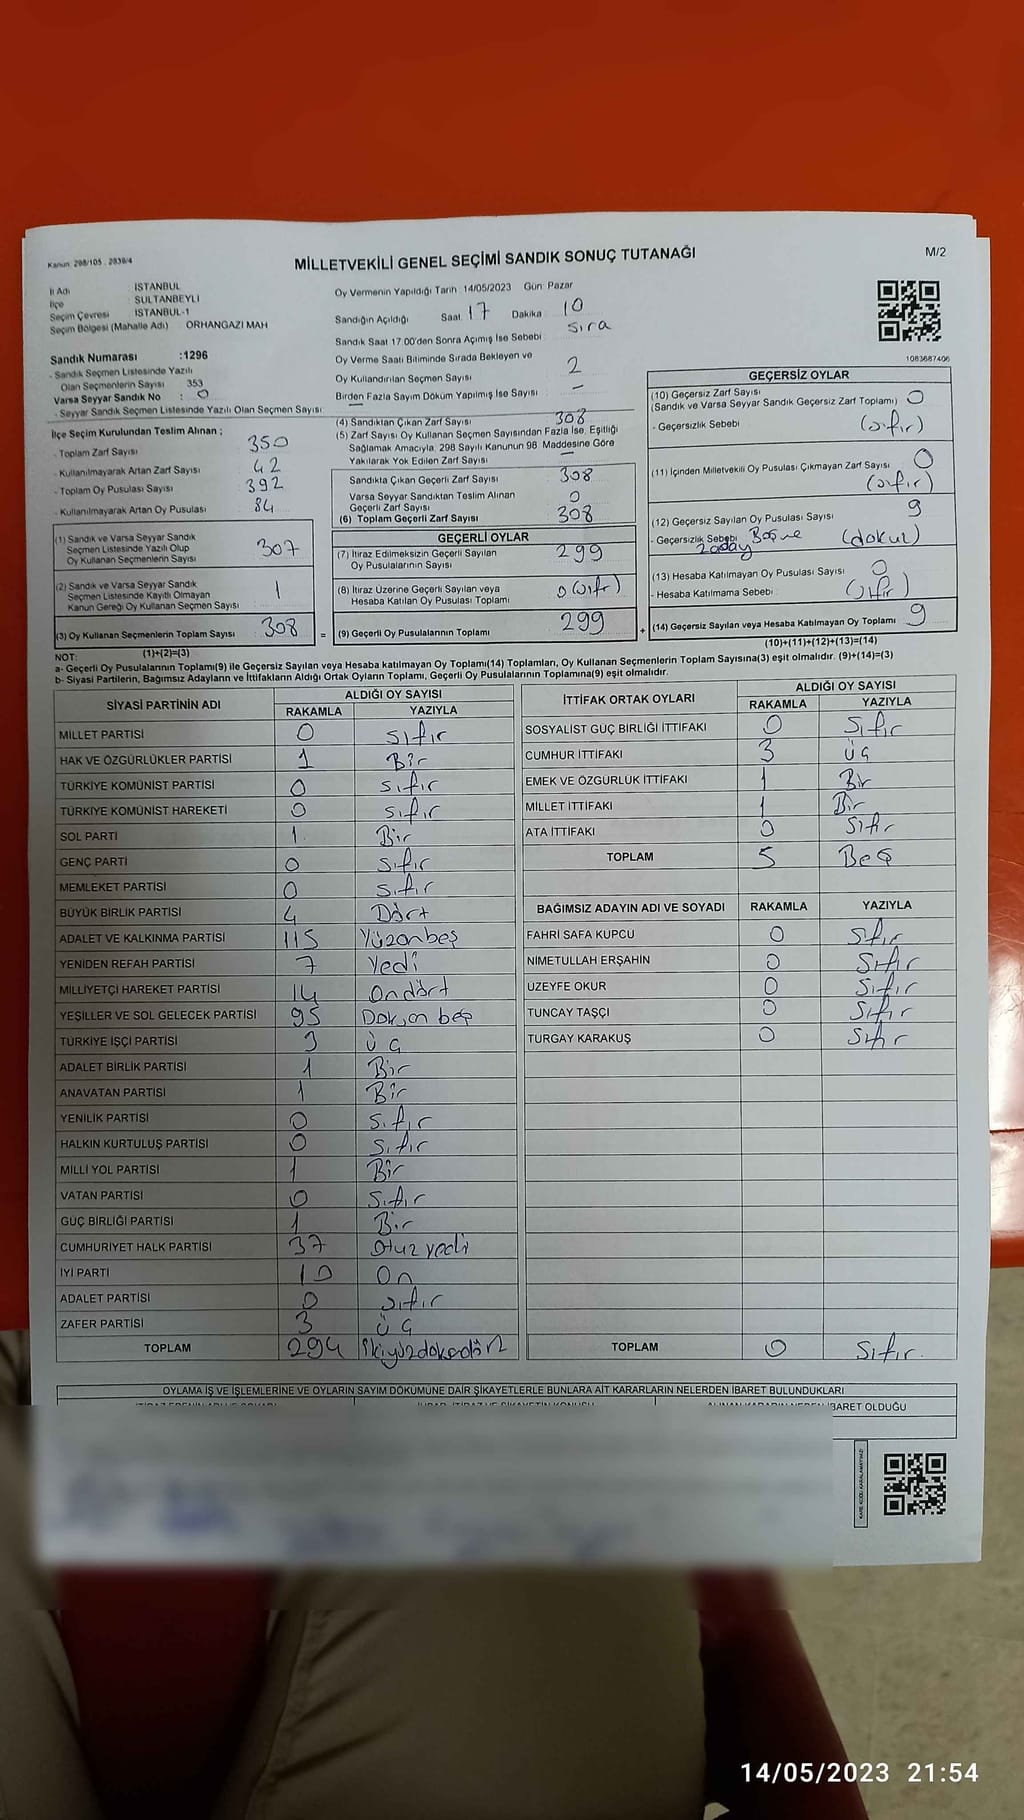 Kanun: 298/105 - 2839/4
MİLLETVEKİLİ GENEL SEÇİMİ SANDIK SONUÇ TUTANAĞI
M/2
İl Adı İSTANBUL
İlçe SULTANBEYLİ
Seçim Çevresi İSTANBUL-1
Seçim Bölgesi (Mahalle Adı) ORHANGAZİ MAH
Sandık Numarası :1296
- Sandık Seçmen Listesinde Yazılı
Olan Seçmenlerin Sayısı 353
Varsa Seyyar Sandık No : 0
- Seyyar Sandık Seçmen Listesinde Yazılı Olan Seçmen Sayısı:
Oy Vermenin Yapıldığı Tarih :14/05/2023 Gün: Pazar
Sandığın Açıldığı Saat 17 Dakika 10
Sandık Saat 17.00'den Sonra Açımış İse Sebebi : sıra
Oy Verme Saati Bitiminde Sırada Bekleyen ve
Oy Kullandırılan Seçmen Sayısı 2
Birden Fazla Sayım Döküm Yapılmış İse Sayısı : -
1083687406
İlçe Seçim Kurulundan Teslim Alınan ;
- Toplam Zarf Sayısı 350
- Kullanılmayarak Artan Zarf Sayısı 42
- Toplam Oy Pusulası Sayısı 392
- Kullanılmayarak Artan Oy Pusulası 84
(1) Sandık ve Varsa Seyyar Sandık
Seçmen Listesinde Yazılı Olup
Oy Kullanan Seçmenlerin Sayısı 307
(2) Sandık ve Varsa Seyyar Sandık
Seçmen Listesinde Kayıtlı Olmayan
Kanun Gereği Oy Kullanan Seçmen Sayısı 1
(3) Oy Kullanan Seçmenlerin Toplam Sayısı 308 =
(1)+(2)=(3)
(4) Sandıktan Çıkan Zarf Sayısı 308
(5) Zarf Sayısı Oy Kullanan Seçmen Sayısından Fazla İse, Eşitliği
Sağlamak Amacıyla, 298 Sayılı Kanunun 98. Maddesine Göre
Yakılarak Yok Edilen Zarf Sayısı -
Sandıkta Çıkan Geçerli Zarf Sayısı 308
Varsa Seyyar Sandıktan Teslim Alınan
Geçerli Zarf Sayısı 0
(6) Toplam Geçerli Zarf Sayısı 308
GEÇERLİ OYLAR
(7) İtiraz Edilmeksizin Geçerli Sayılan
Oy Pusulalarının Sayısı 299
(8) İtiraz Üzerine Geçerli Sayılan veya
Hesaba Katılan Oy Pusulası Toplamı 0 (sıfır)
(9) Geçerli Oy Pusulalarının Toplamı 299 +
GEÇERSİZ OYLAR
(10) Geçersiz Zarf Sayısı 0
(Sandık ve Varsa Seyyar Sandık Geçersiz Zarf Toplamı)
- Geçersizlik Sebebi (sıfır)
(11) İçinden Milletvekili Oy Pusulası Çıkmayan Zarf Sayısı 0
(sıfır)
(12) Geçersiz Sayılan Oy Pusulası Sayısı 9
- Geçersizlik Sebebi (dokuz)
(13) Hesaba Katılmayan Oy Pusulası Sayısı 0
- Hesaba Katılmama Sebebi (sıfır)
(14) Geçersiz Sayılan veya Hesaba Katılmayan Oy Toplamı 9
(10)+(11)+(12)+(13)=(14)
NOT:
a- Geçerli Oy Pusulalarının Toplamı(9) ile Geçersiz Sayılan veya Hesaba katılmayan Oy Toplamı(14) Toplamları, Oy Kullanan Seçmenlerin Toplam Sayısına(3) eşit olmalıdır. (9)+(14)=(3)
b- Siyasi Partilerin, Bağımsız Adayların ve İttifakların Aldığı Ortak Oyların Toplamı, Geçerli Oy Pusulalarının Toplamına(9) eşit olmalıdır.
SİYASİ PARTİNİN ADI ALDIĞI OY SAYISI
RAKAMLA YAZIYLA
MİLLET PARTİSİ 0 sıfır
HAK VE ÖZGÜRLÜKLER PARTİSİ 1 Bir
TÜRKİYE KOMÜNİST PARTİSİ 0 sıfır
TÜRKİYE KOMÜNİST HAREKETİ 0 sıfır
SOL PARTİ 1 Bir
GENÇ PARTİ 0 sıfır
MEMLEKET PARTİSİ 0 sıfır
BÜYÜK BİRLİK PARTİSİ 4 Dört
ADALET VE KALKINMA PARTİSİ 115 Yüzonbeş
YENİDEN REFAH PARTİSİ 7 Yedi
MİLLİYETÇİ HAREKET PARTİSİ 14 Ondört
YEŞİLLER VE SOL GELECEK PARTİSİ 95 Doksan beş
TÜRKİYE İŞÇİ PARTİSİ 3 üç
ADALET BİRLİK PARTİSİ 1 Bir
ANAVATAN PARTİSİ 1 Bir
YENİLİK PARTİSİ 0 sıfır
HALKIN KURTULUŞ PARTİSİ 0 sıfır
MİLLİ YOL PARTİSİ 1 Bir
VATAN PARTİSİ 0 sıfır
GÜÇ BİRLİĞİ PARTİSİ 1 Bir
CUMHURİYET HALK PARTİSİ 37 Otuz yedi
İYİ PARTİ 10 On
ADALET PARTİSİ 0 sıfır
ZAFER PARTİSİ 3 üç
TOPLAM 294 ikiyüzdoksandört
İTTİFAK ORTAK OYLARI ALDIĞI OY SAYISI
RAKAMLA YAZIYLA
SOSYALİST GÜÇ BİRLİĞİ İTTİFAKI 0 sıfır
CUMHUR İTTİFAKI 3 üç
EMEK VE ÖZGÜRLÜK İTTİFAKI 1 Bir
MİLLET İTTİFAKI 1 Bir
ATA İTTİFAKI 0 sıfır
TOPLAM 5 Beş
BAĞIMSIZ ADAYIN ADI VE SOYADI RAKAMLA YAZIYLA
FAHRİ SAFA KUPCU 0 sıfır
NİMETULLAH ERŞAHİN 0 sıfır
UZEYFE OKUR 0 sıfır
TUNCAY TAŞÇI 0 sıfır
TURGAY KARAKUŞ 0 sıfır
TOPLAM 0 sıfır.
OYLAMA İŞ VE İŞLEMLERİNE VE OYLARIN SAYIM DÖKÜMÜNE DAİR ŞİKAYETLERLE BUNLARA AİT KARARLARIN NELERDEN İBARET BULUNDUKLARI
İBARET OLDUĞU
14/05/2023 21:54